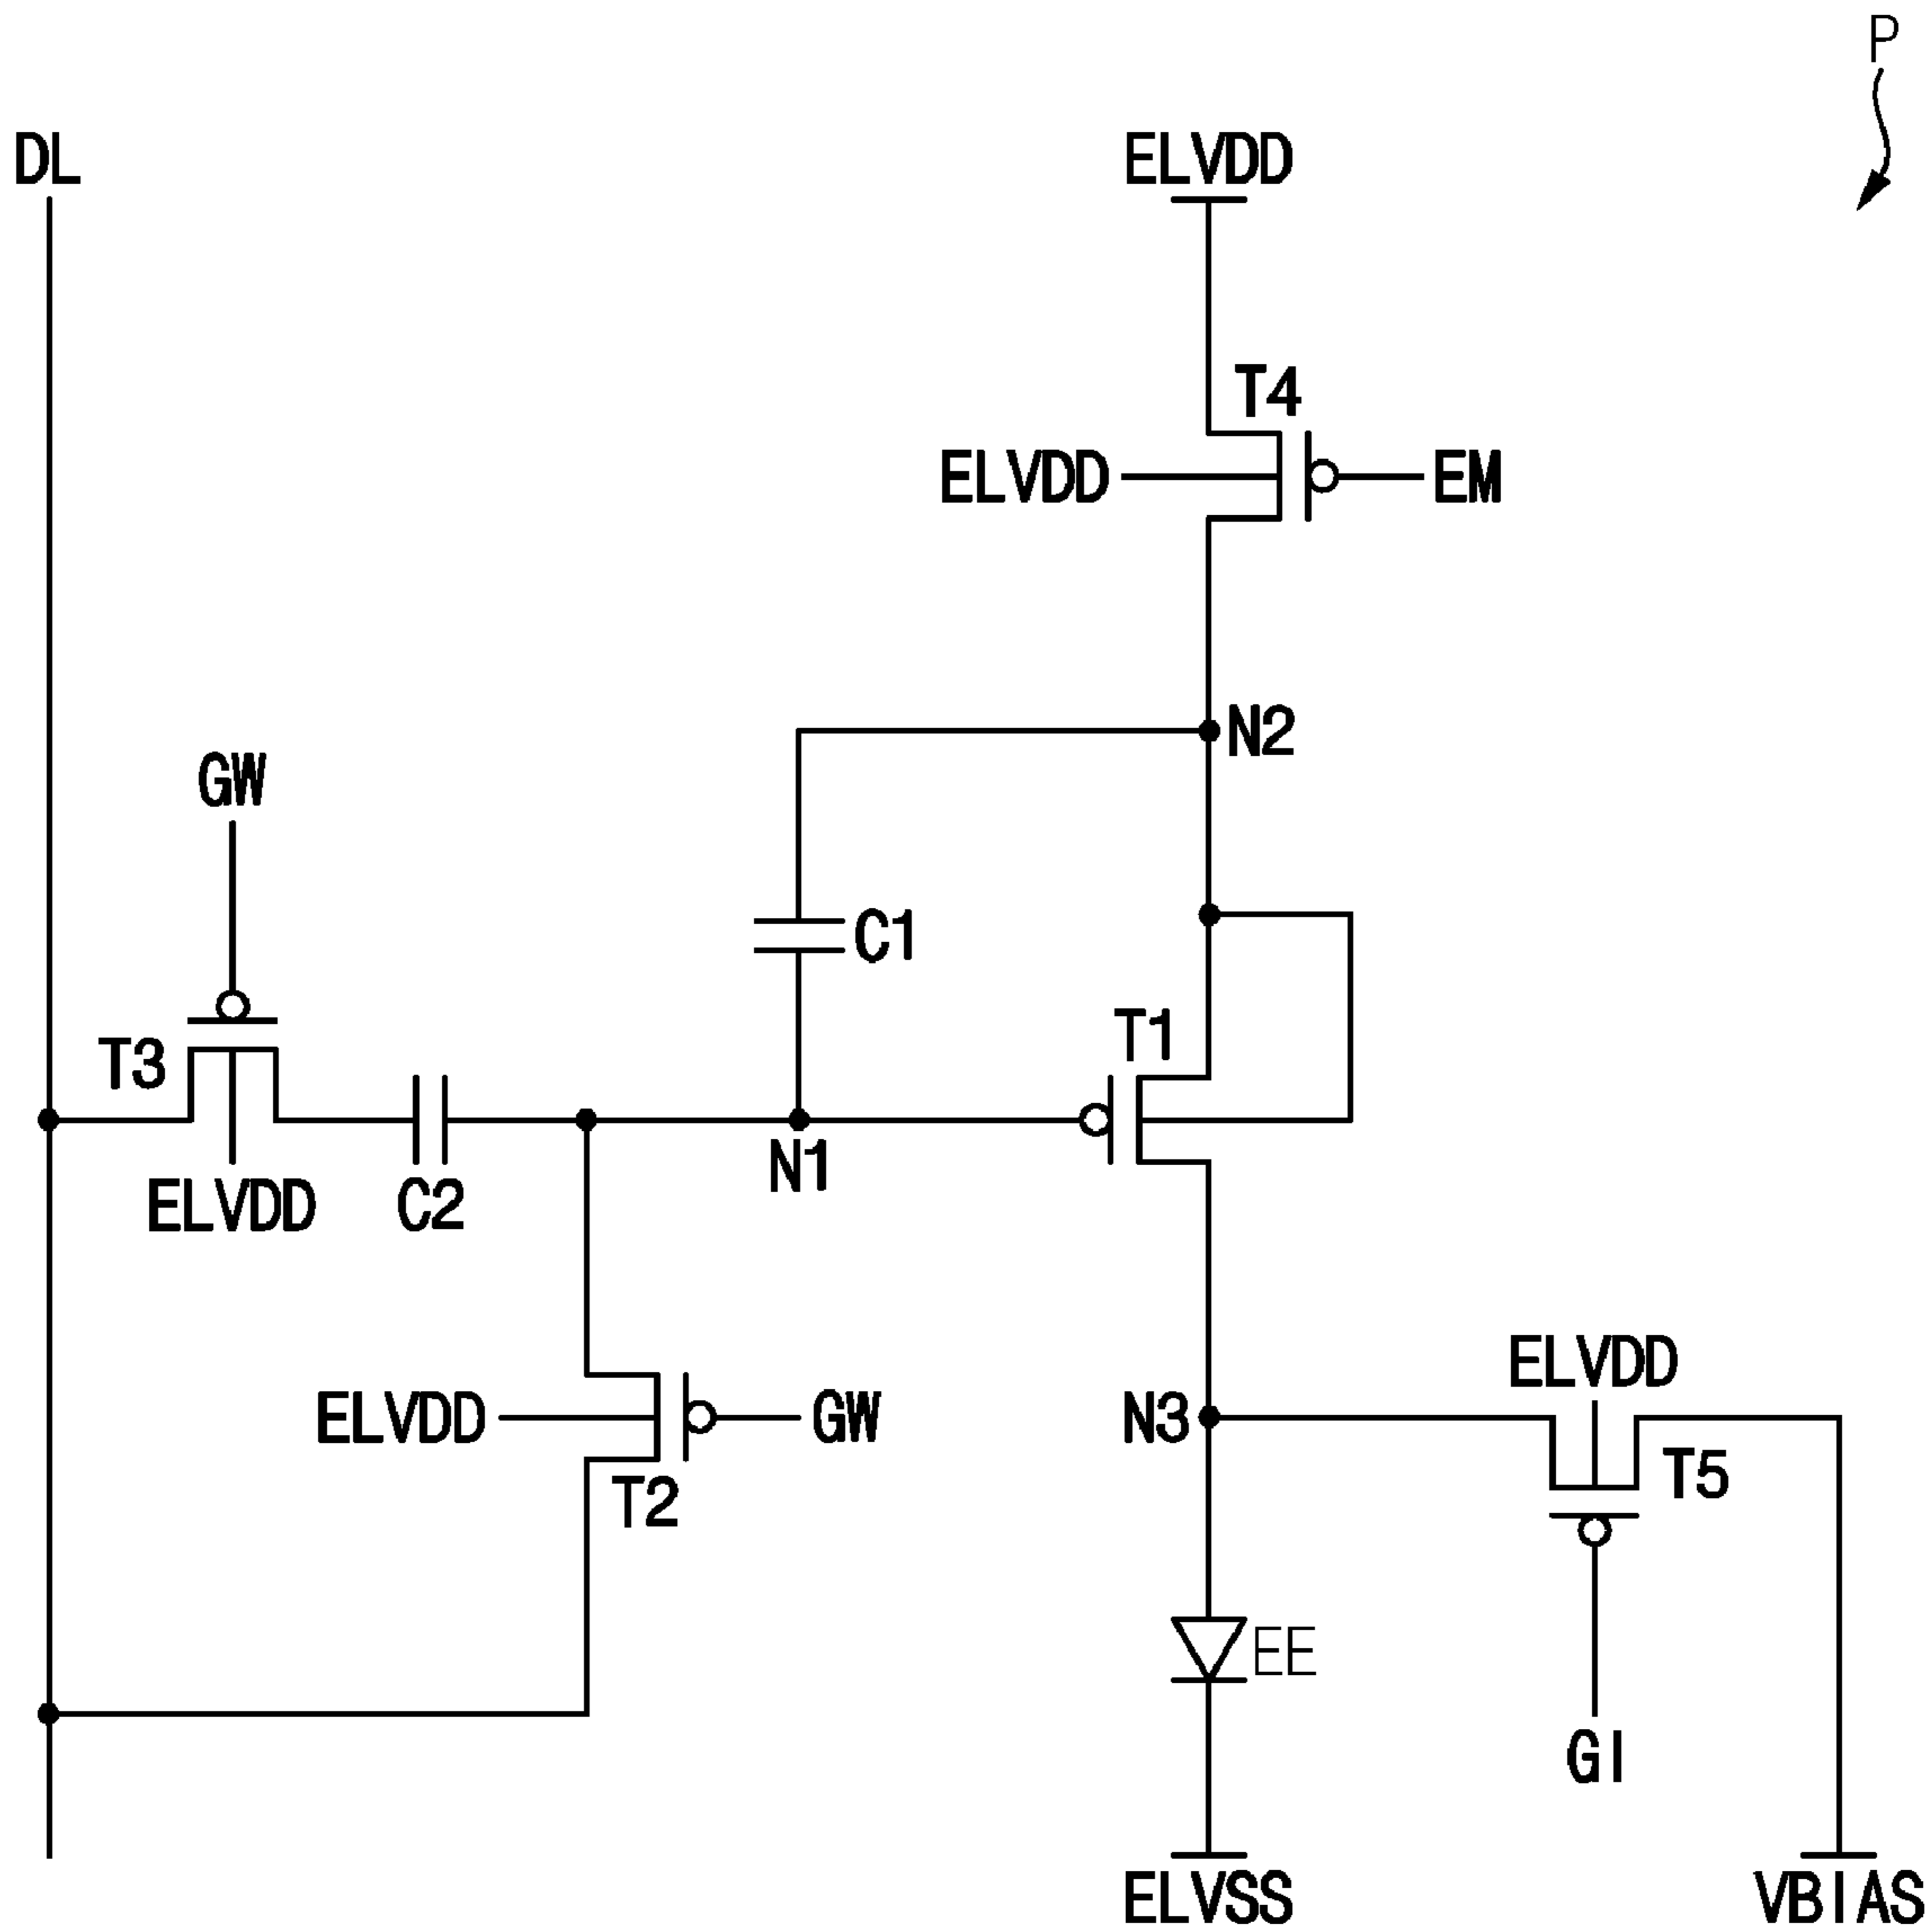 P
DL
ELVDD
T4
ELVDD
EM
N2
GW
C1
T1
T3
N1
ELVDD
C2
ELVDD
ELVDD
GW
N3
T5
T2
EE
GI
ELVSS
VBIAS